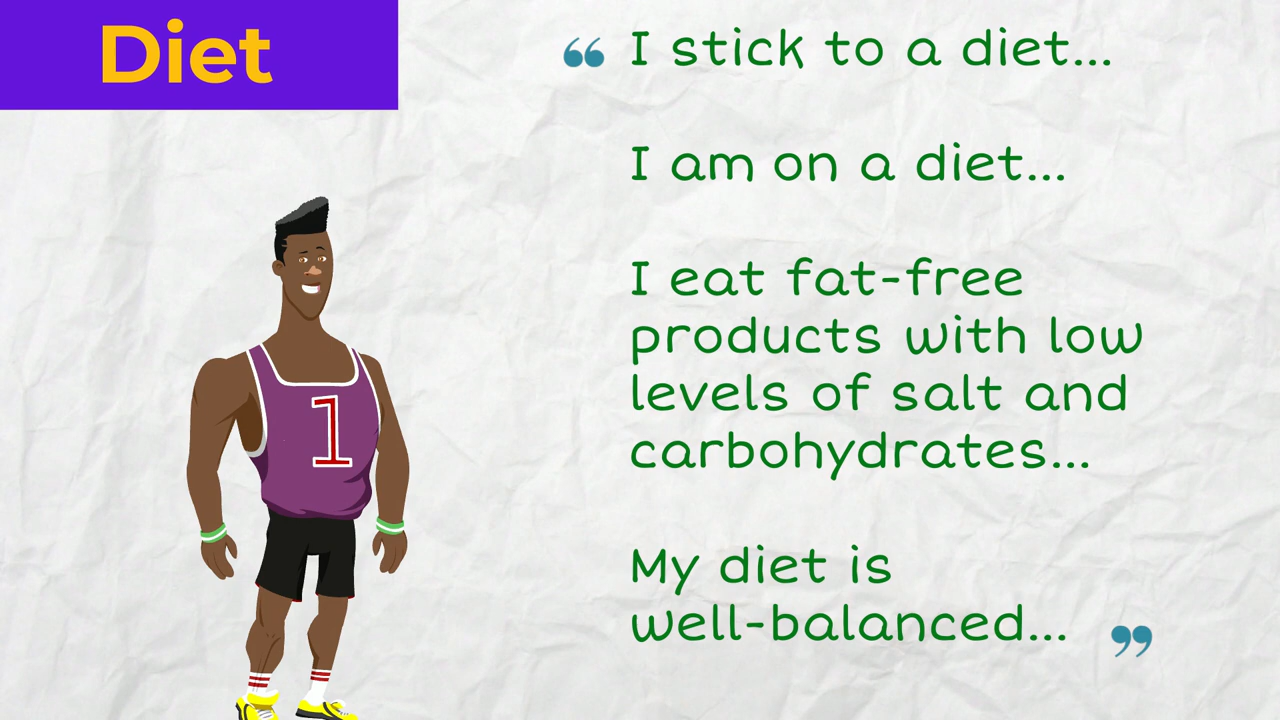 Diet
“ I stick to a diet...
I am on a diet...
I eat fat-free
products with low
levels of salt and
carbohydrates...
My diet is
well-balanced... ”
1